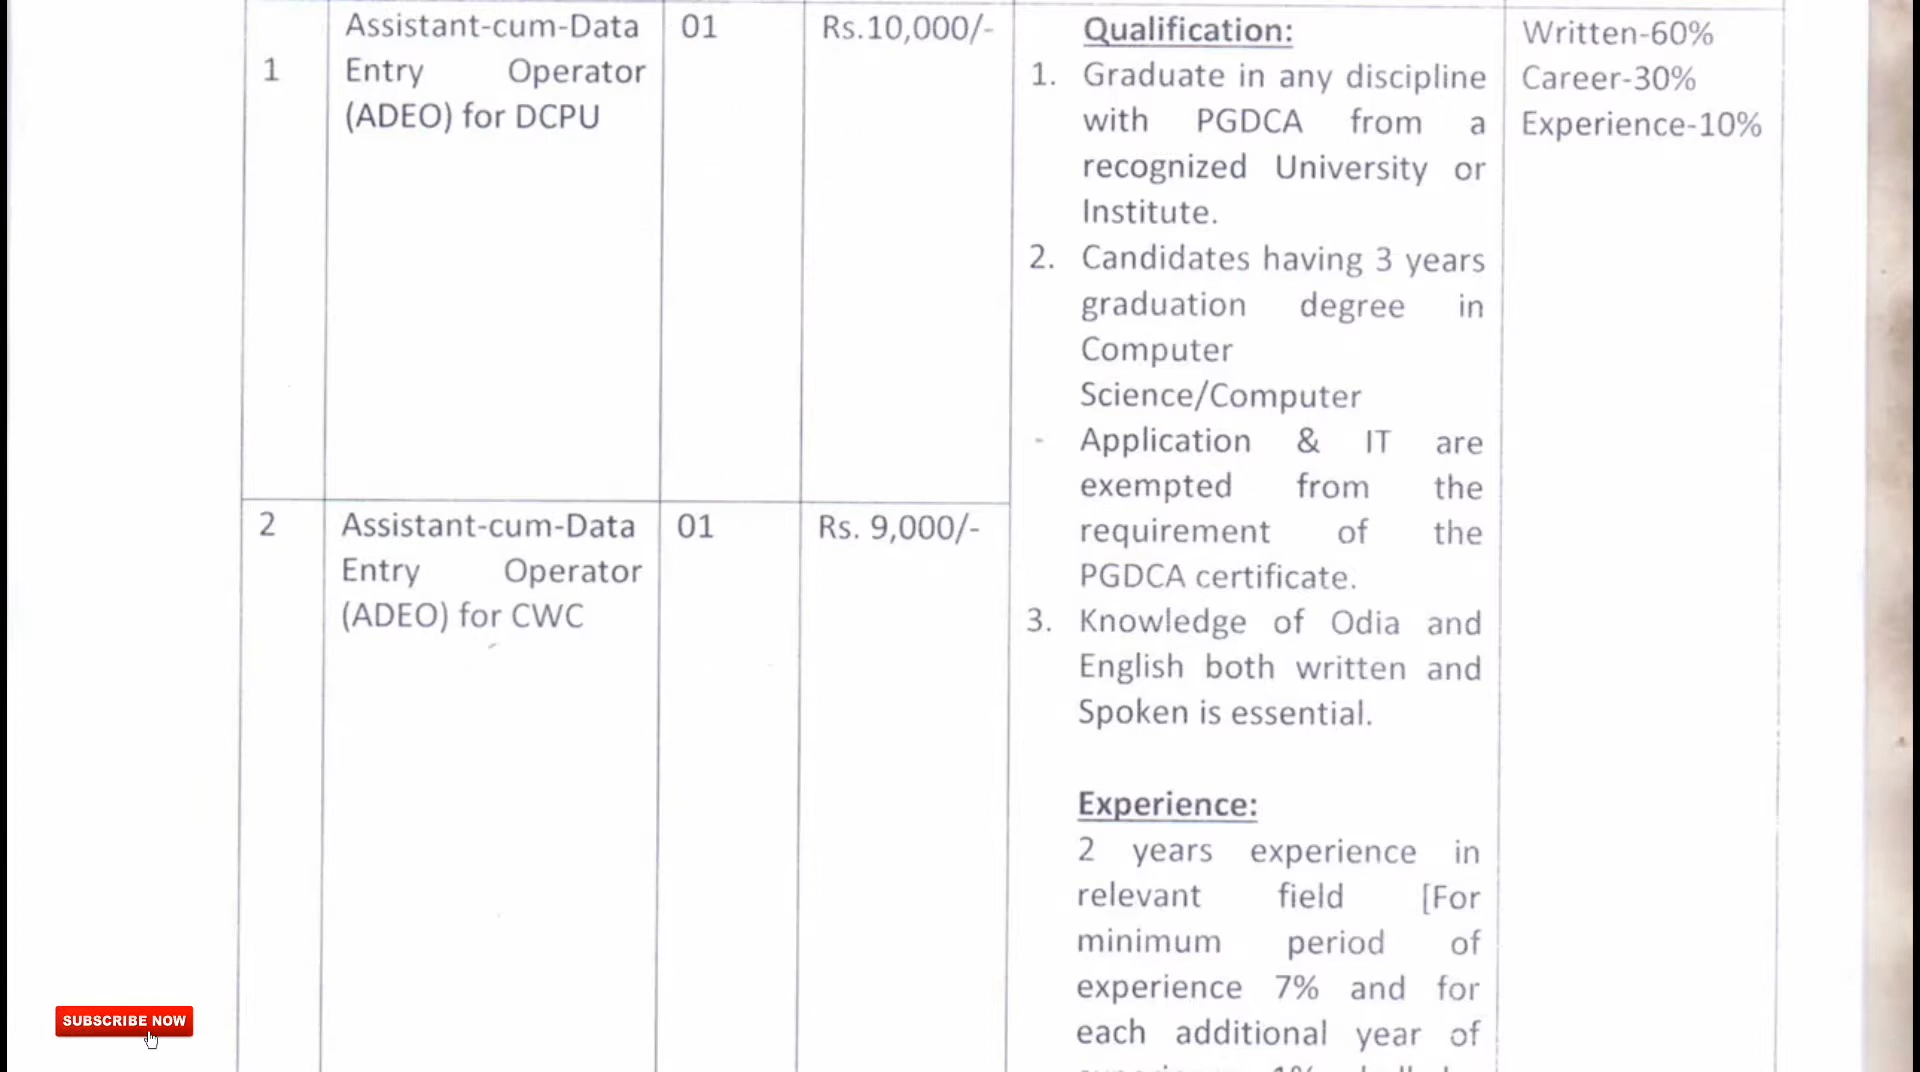 1
Assistant-cum-Data
Entry Operator
(ADEO) for DCPU
01
Rs.10,000/-
Qualification:
1. Graduate in any discipline
with PGDCA from a
recognized University or
Institute.
2. Candidates having 3 years
graduation degree in
Computer
Science/Computer
Application & IT are
exempted from the
requirement of the
PGDCA certificate.
3. Knowledge of Odia and
English both written and
Spoken is essential.
Experience:
2 years experience in
relevant field [For
minimum period of
experience 7% and for
each additional year of
Written-60%
Career-30%
Experience-10%
2
Assistant-cum-Data
Entry Operator
(ADEO) for CWC
01
Rs. 9,000/-
SUBSCRIBE NOW